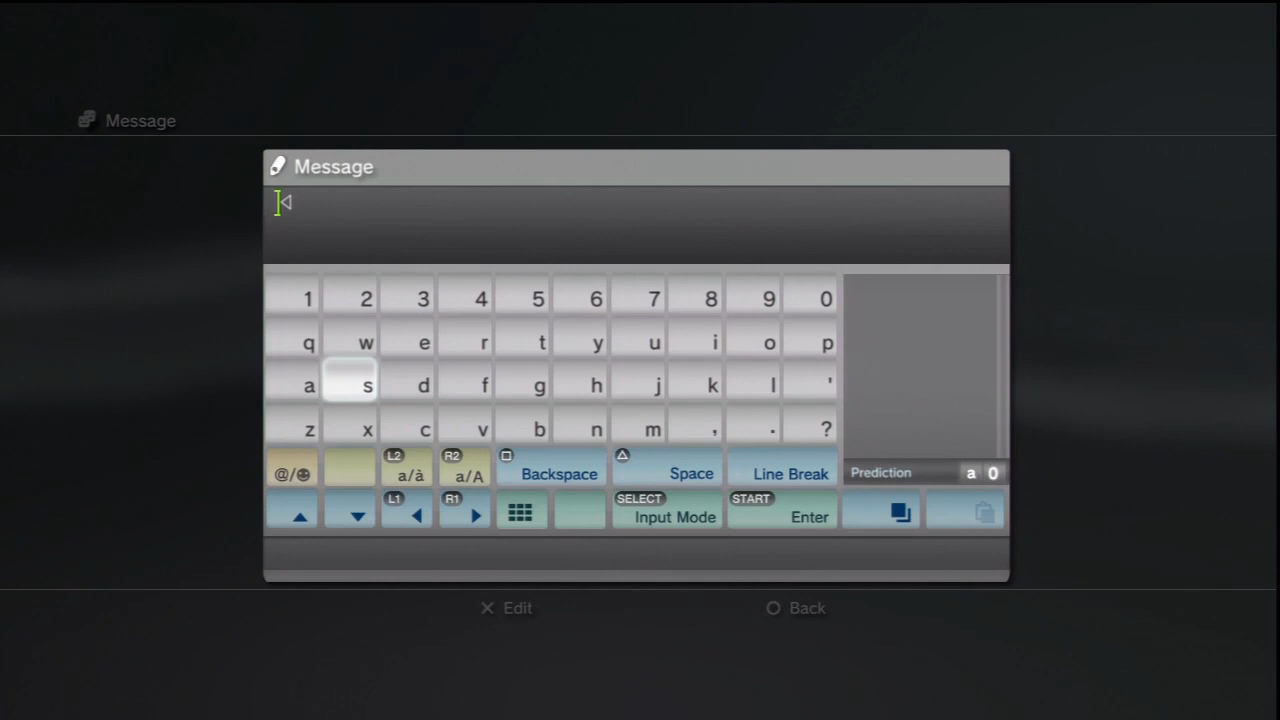 Message
Message
1 2 3 4 5 6 7 8 9 0
q w e r t y u i o p
a s d f g h j k l '
z x c v b n m , . ?
@/☻ L2 a/à R2 a/A Backspace Space Line Break Prediction a 0
L1 R1 SELECT Input Mode START Enter
Edit Back